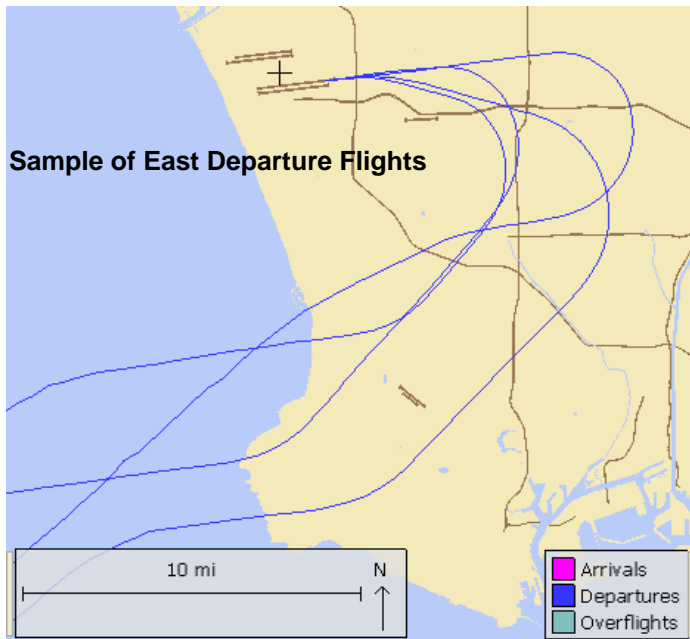 Sample of East Departure Flights
10 mi
N
Arrivals
Departures
Overflights